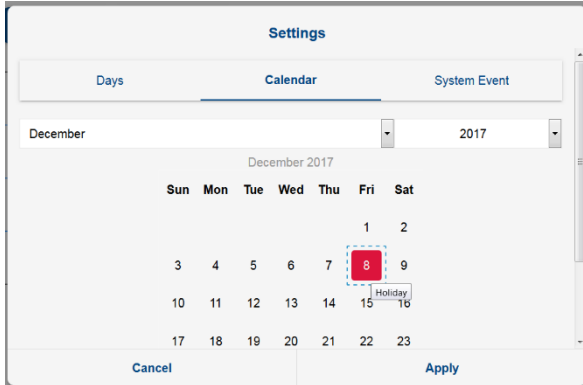 Settings
Days Calendar System Event
December 2017
December 2017
Sun Mon Tue Wed Thu Fri Sat
1 2
3 4 5 6 7 8 9
Holiday
10 11 12 13 14 15 16
17 18 19 20 21 22 23
Cancel Apply